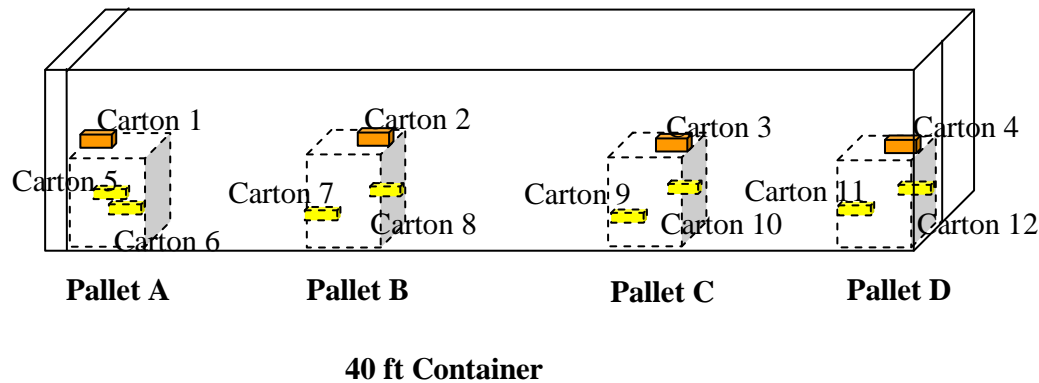 Carton 1
Carton 2
Carton 3
Carton 4
Carton 5
Carton 7
Carton 9
Carton 11
Carton 6
Carton 8
Carton 10
Carton 12
Pallet A
Pallet B
Pallet C
Pallet D
40 ft Container